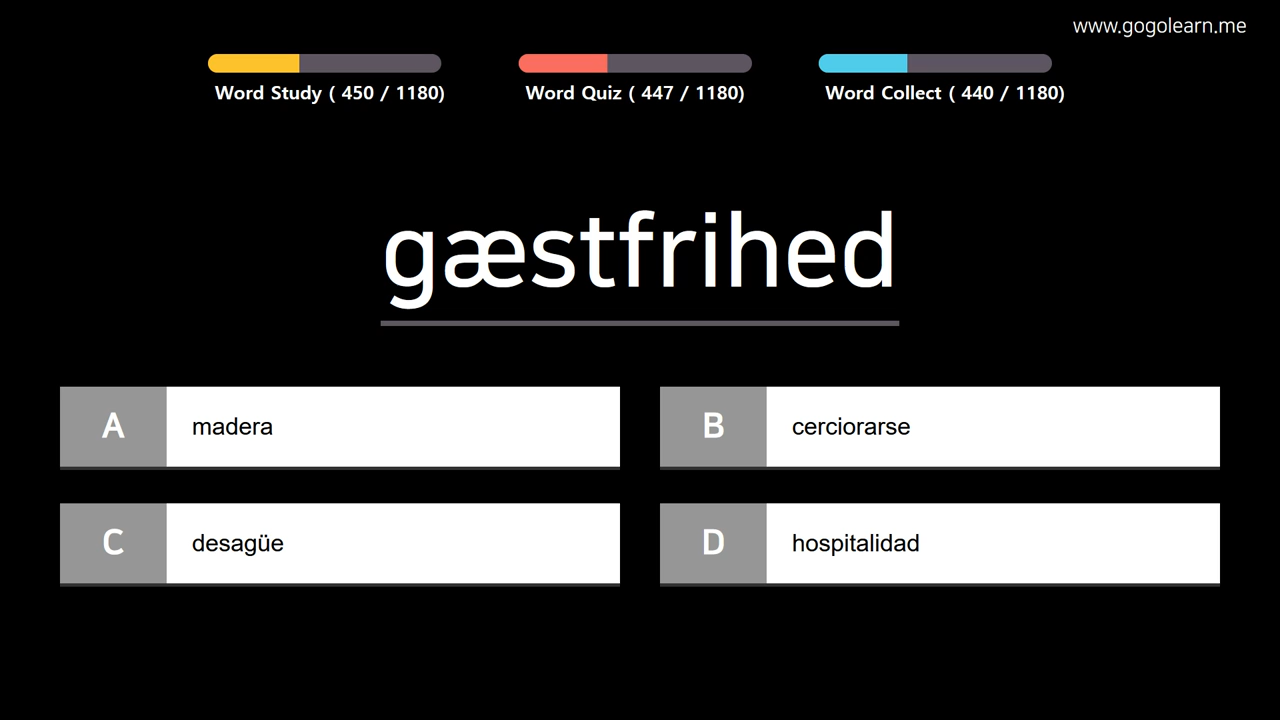 www.gogolearn.me
Word Study ( 450 / 1180)
Word Quiz ( 447 / 1180)
Word Collect ( 440 / 1180)
gæstfrihed
A
madera
B
cerciorarse
C
desagüe
D
hospitalidad